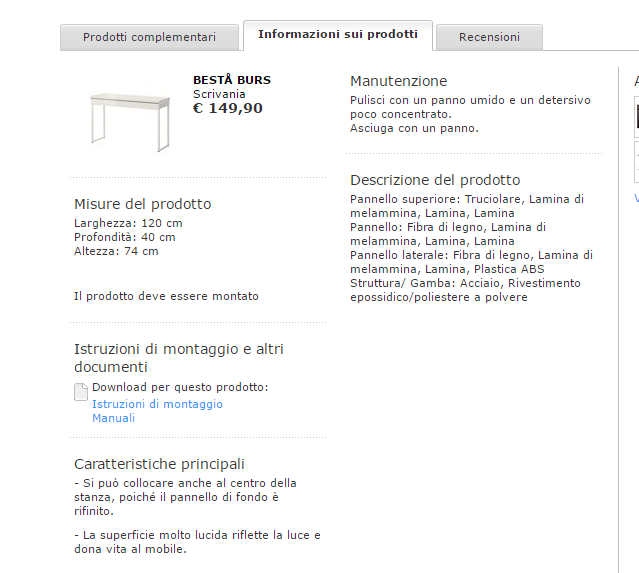 Prodotti complementari
Informazioni sui prodotti
Recensioni
BESTÅ BURS
Scrivania
€ 149,90
Misure del prodotto
Larghezza: 120 cm
Profondità: 40 cm
Altezza: 74 cm
Il prodotto deve essere montato
Istruzioni di montaggio e altri
documenti
Download per questo prodotto:
Istruzioni di montaggio
Manuali
Caratteristiche principali
- Si può collocare anche al centro della
stanza, poiché il pannello di fondo è
rifinito.
- La superficie molto lucida riflette la luce e
dona vita al mobile.
Manutenzione
Pulisci con un panno umido e un detersivo
poco concentrato.
Asciuga con un panno.
Descrizione del prodotto
Pannello superiore: Truciolare, Lamina di
melammina, Lamina, Lamina
Pannello: Fibra di legno, Lamina di
melammina, Lamina, Lamina
Pannello laterale: Fibra di legno, Lamina di
melammina, Lamina, Plastica ABS
Struttura/ Gamba: Acciaio, Rivestimento
epossidico/poliestere a polvere